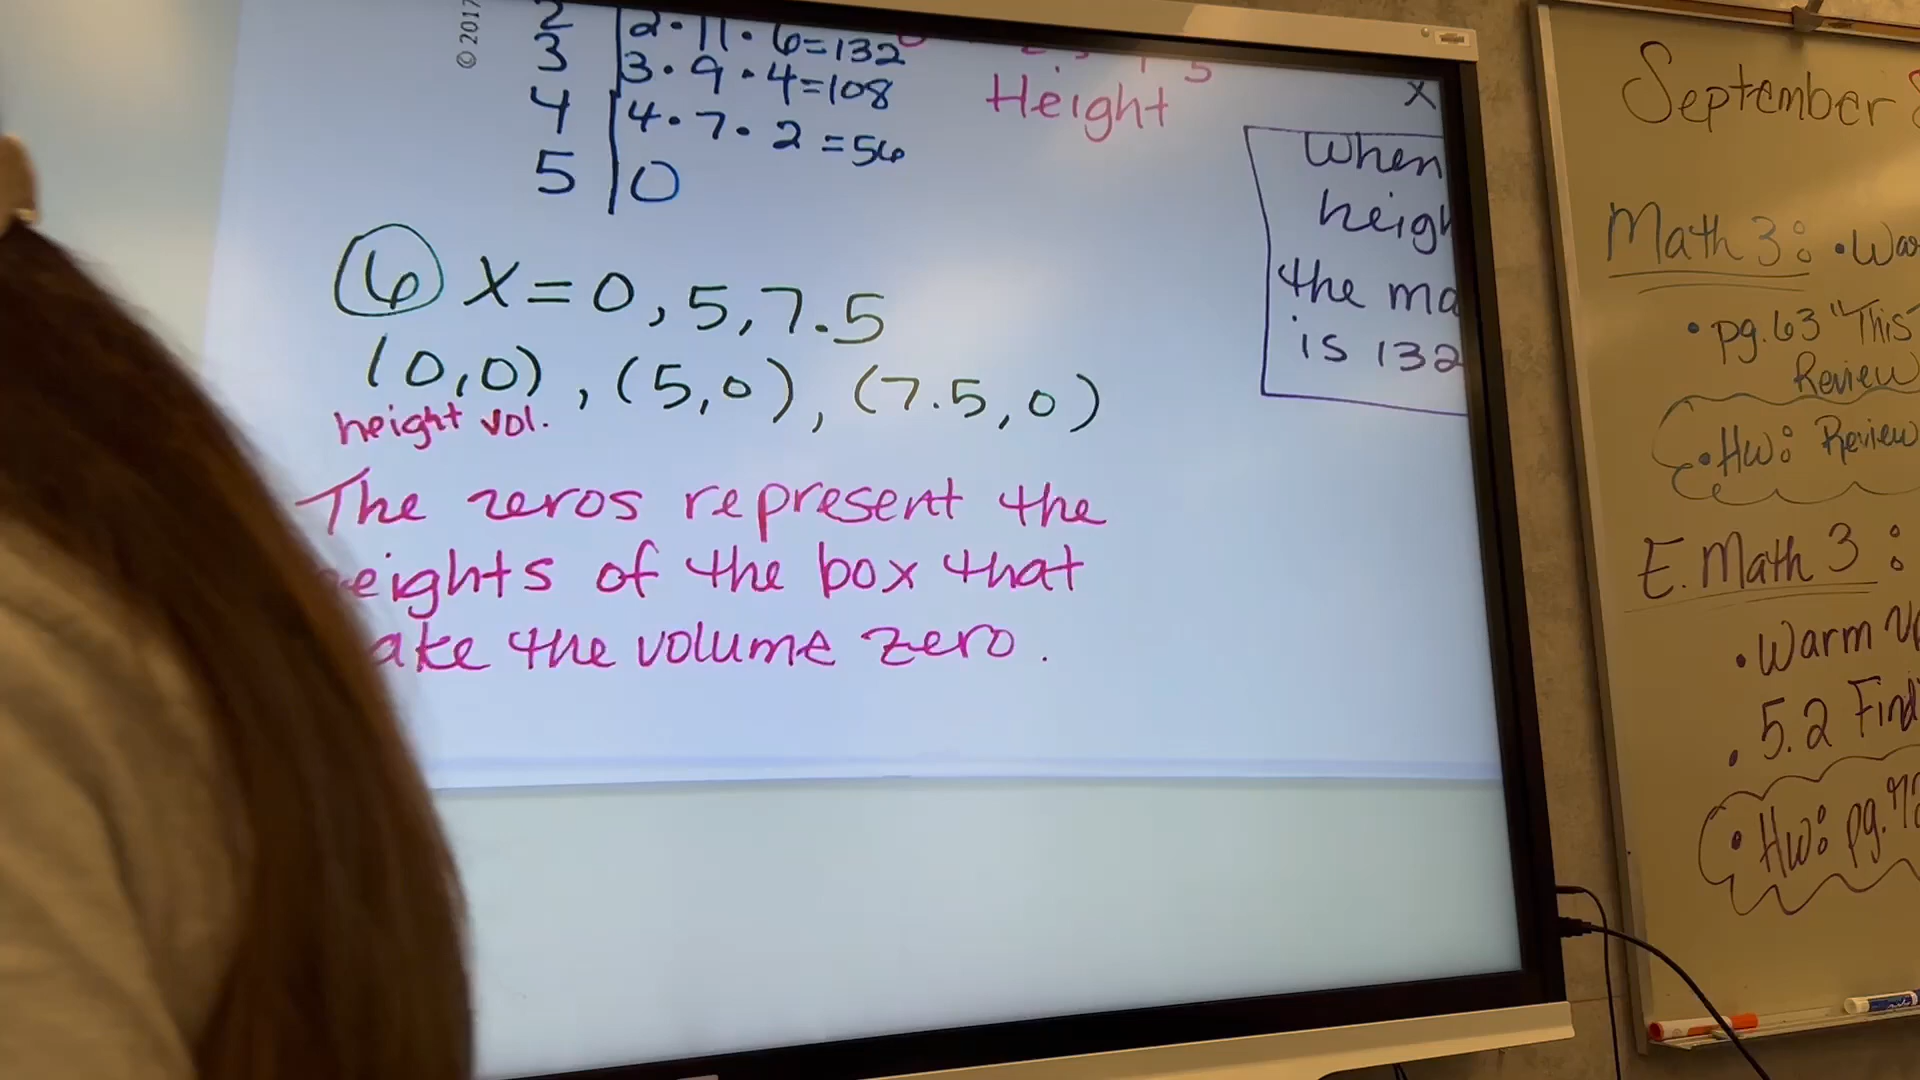 © 2017
2 2·11·6=132
3 3·9·4=108
4 4·7·2=56
5 0
Height
x
When
the
is 132
6 x = 0, 5, 7.5
(0,0), (5,0), (7.5,0)
height vol.
The zeros represent the
eights of the box that
ake the volume zero.
September
Math 3:
• pg. 63 "This
Review
• HW: Review
E. Math 3:
• Warm
• 5.2 Find
• HW: pg.